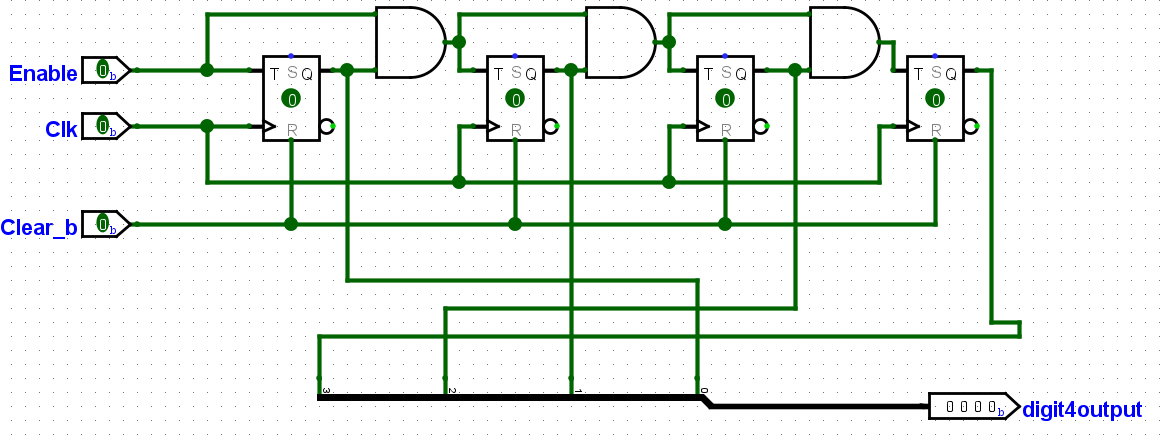 Enable 0b
T S Q
0
R
T S Q
0
R
T S Q
0
R
T S Q
0
R
Clk 0b
Clear_b 0b
3 2 1 0
0 0 0 0b digit4output